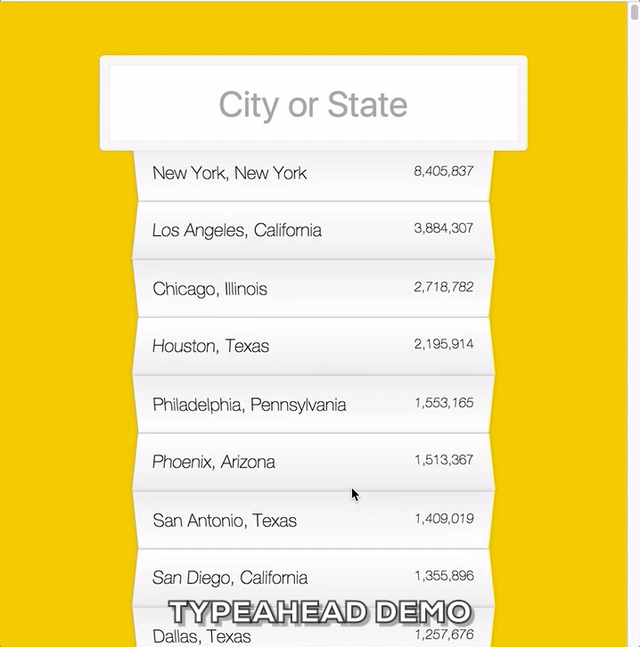 City or State
New York, New York 8,405,837
Los Angeles, California 3,884,307
Chicago, Illinois 2,718,782
Houston, Texas 2,195,914
Philadelphia, Pennsylvania 1,553,165
Phoenix, Arizona 1,513,367
San Antonio, Texas 1,409,019
San Diego, California 1,355,896
TYPEAHEAD DEMO
Dallas, Texas 1,257,676